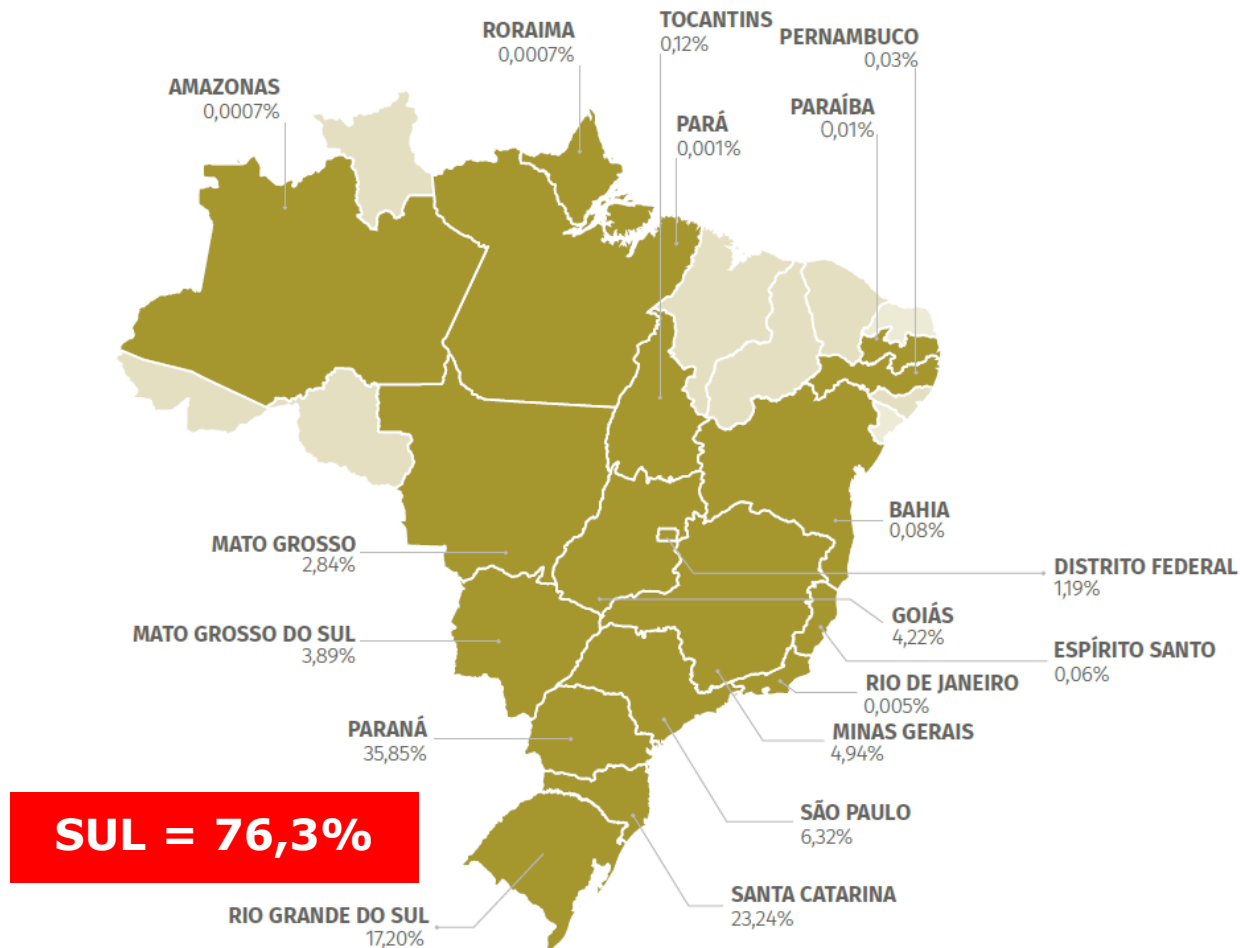 TOCANTINS
0,12%
RORAIMA
0,0007%
PERNAMBUCO
0,03%
AMAZONAS
0,0007%
PARAÍBA
0,01%
PARÁ
0,001%
BAHIA
0,08%
MATO GROSSO
2,84%
DISTRITO FEDERAL
1,19%
GOIÁS
4,22%
MATO GROSSO DO SUL
3,89%
ESPÍRITO SANTO
0,06%
RIO DE JANEIRO
0,005%
PARANÁ
35,85%
MINAS GERAIS
4,94%
SÃO PAULO
6,32%
SUL = 76,3%
SANTA CATARINA
23,24%
RIO GRANDE DO SUL
17,20%